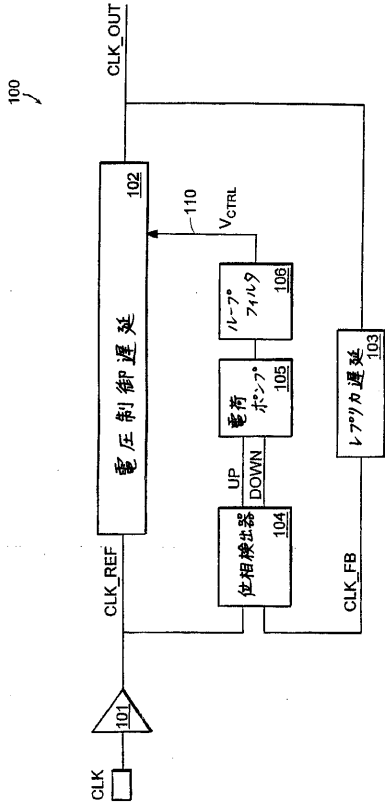 100
CLK
101
CLK_REF
電圧制御遅延
102
CLK_OUT
110
VCTRL
位相検出器
104
UP
DOWN
電荷
ポンプ
105
ループ
フィルタ
106
CLK_FB
レプリカ遅延
103